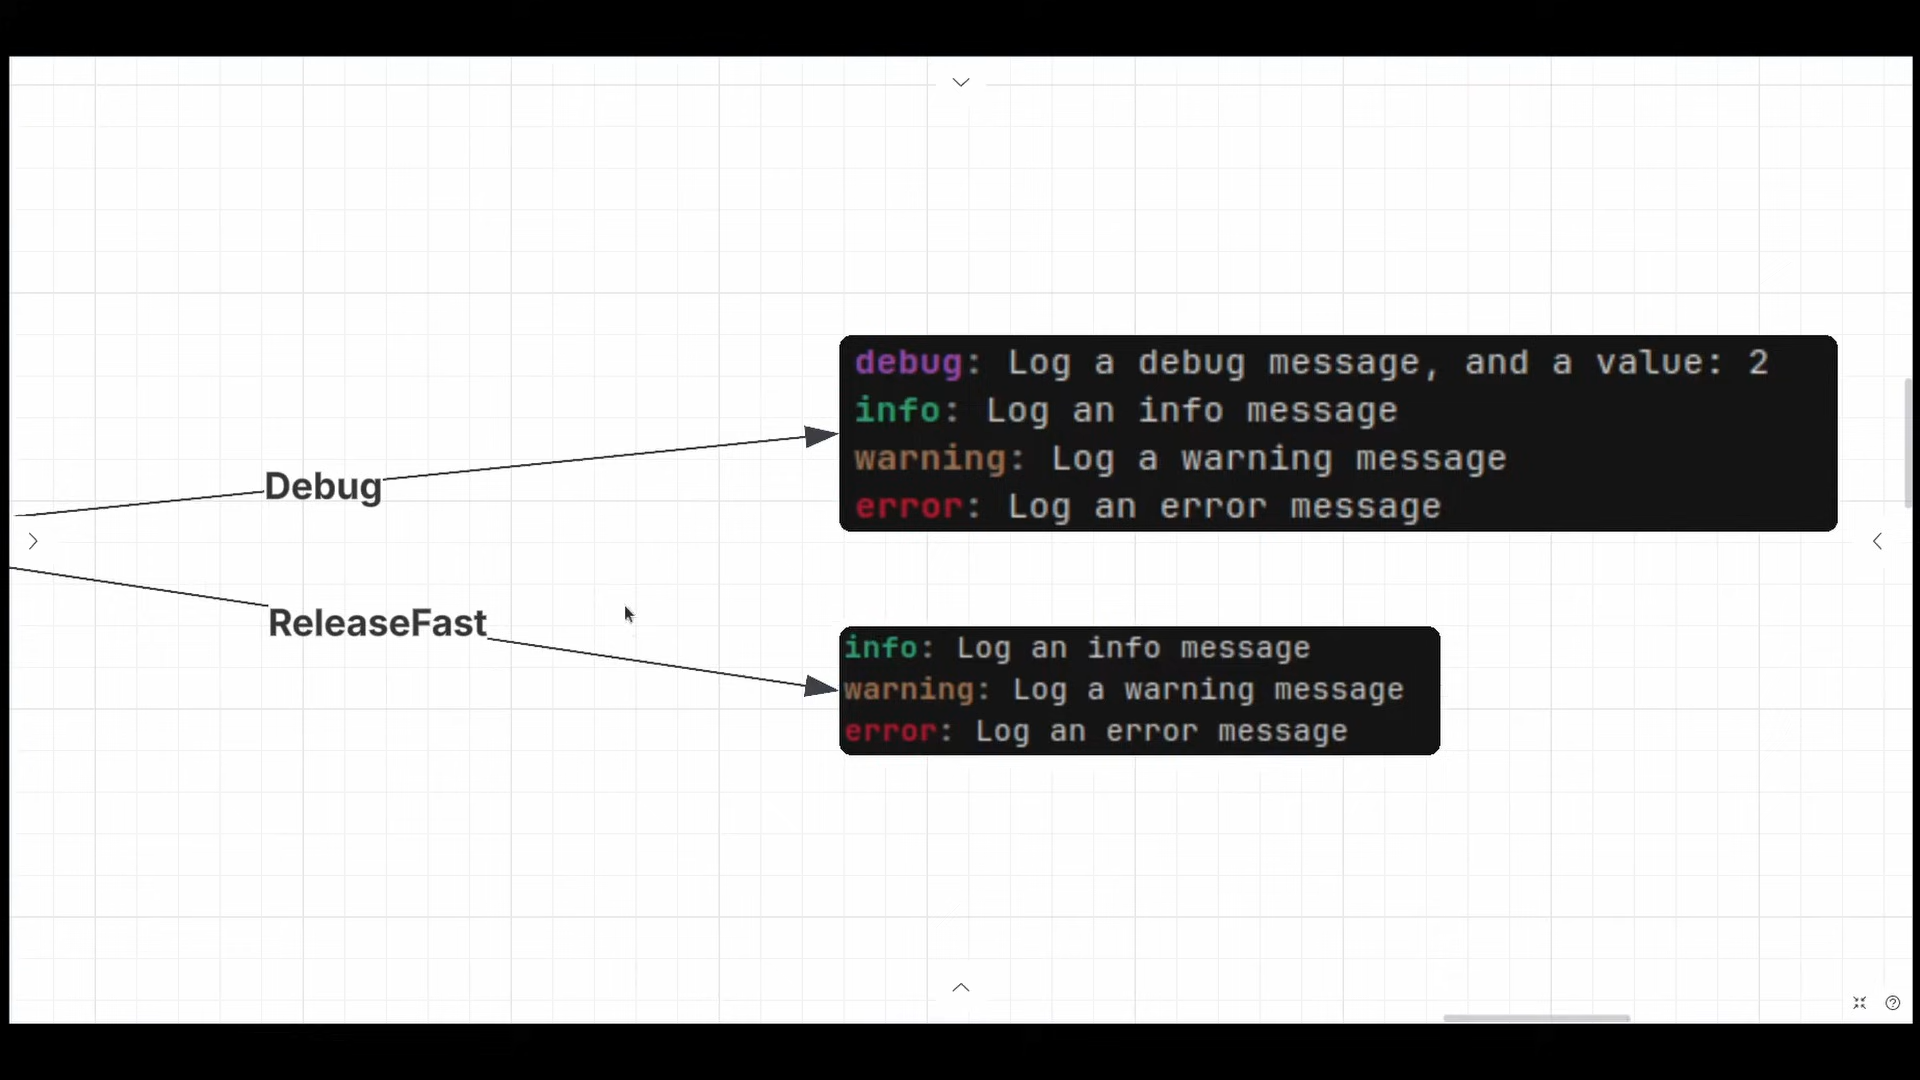 Debug
debug: Log a debug message, and a value: 2
info: Log an info message
warning: Log a warning message
error: Log an error message
ReleaseFast
info: Log an info message
warning: Log a warning message
error: Log an error message